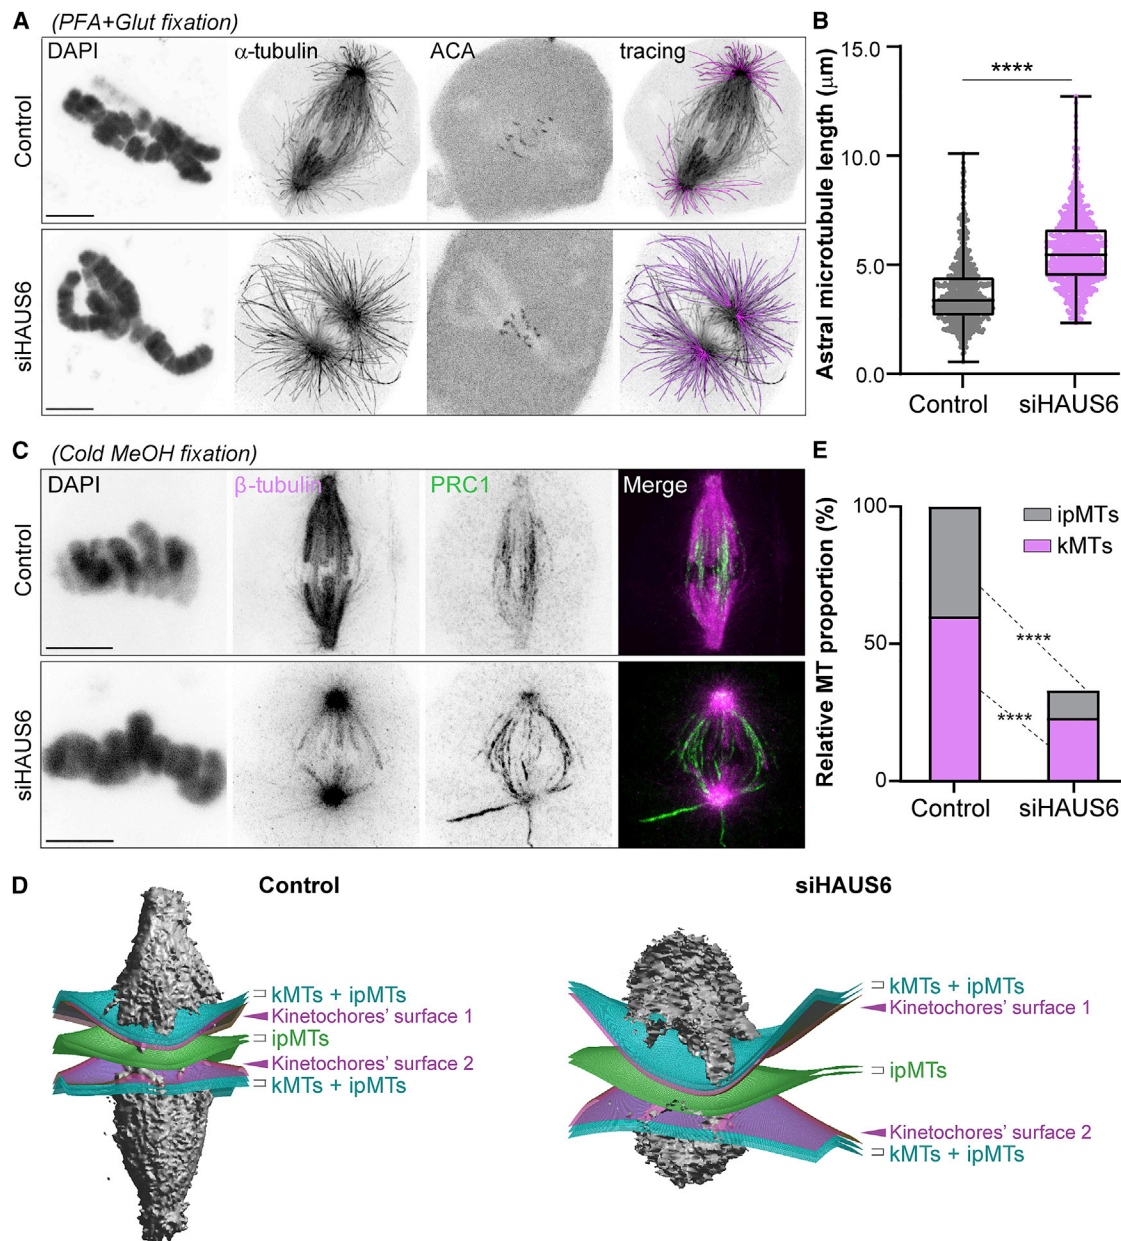 A (PFA+Glut fixation)
DAPI α-tubulin ACA tracing
Control
siHAUS6
B
Astral microtubule length (μm)
15.0
10.0
5.0
0.0
****
Control siHAUS6
C (Cold MeOH fixation)
DAPI β-tubulin PRC1 Merge
Control
siHAUS6
E
Relative MT proportion (%)
100
50
0
ipMTs
kMTs
****
****
Control siHAUS6
D
Control
kMTs + ipMTs
Kinetochores' surface 1
ipMTs
Kinetochores' surface 2
kMTs + ipMTs
siHAUS6
kMTs + ipMTs
Kinetochores' surface 1
ipMTs
Kinetochores' surface 2
kMTs + ipMTs